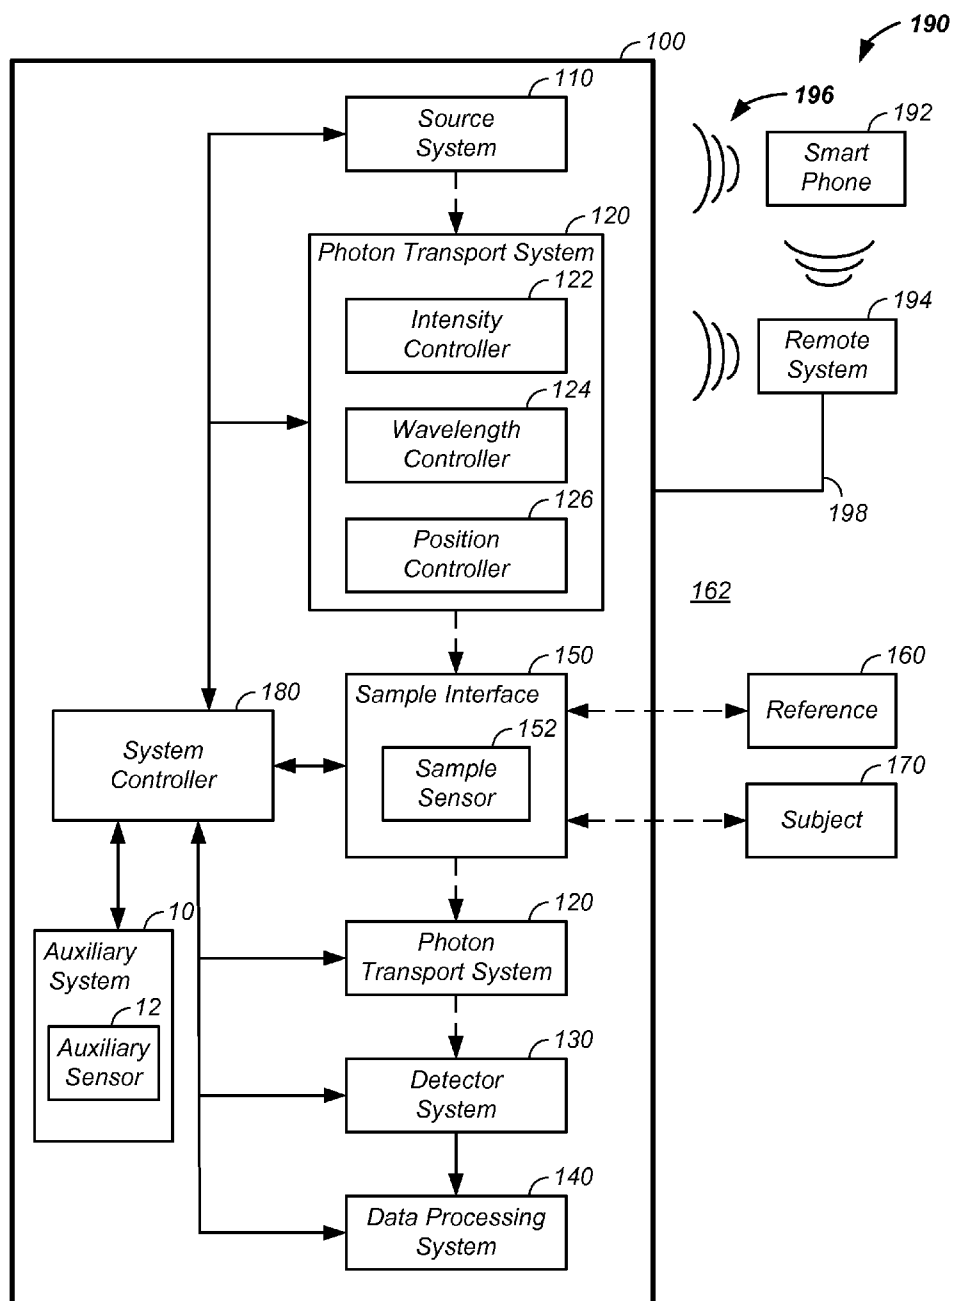 190
100
196
110
192
Source
System
Smart
Phone
120
Photon Transport System
122
194
Intensity
Controller
Remote
System
124
Wavelength
Controller
198
126
Position
Controller
162
150
160
180
Sample Interface
Reference
152
System
Controller
Sample
Sensor
170
Subject
10
120
Auxiliary
System
Photon
Transport System
12
130
Auxiliary
Sensor
Detector
System
140
Data Processing
System